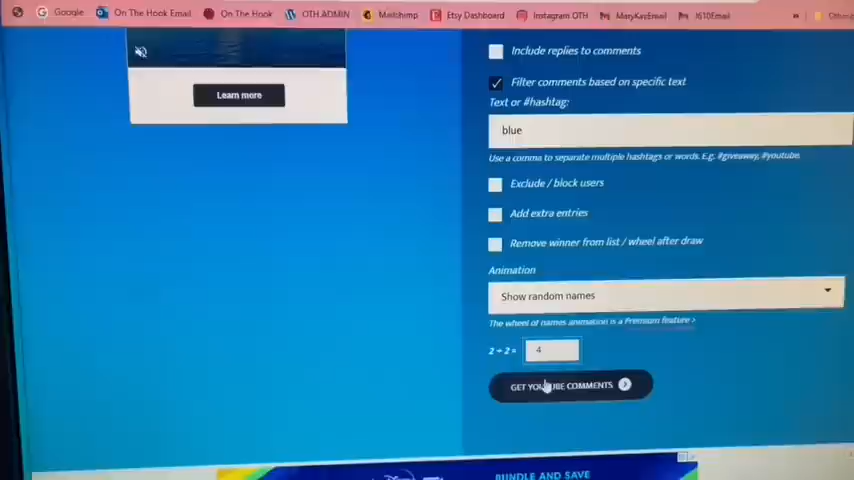 Google On The Hook Email On The Hook OTH ADMIN Mailchimp Etsy Dashboard Instagram OTH MaryKayEmail 1610Email »
Include replies to comments
Filter comments based on specific text
Text or #hashtag:
Learn more
blue
Use a comma to separate multiple hashtags or words. E.g. #giveaway, #youtube.
Exclude / block users
Add extra entries
Remove winner from list / wheel after draw
Animation
Show random names
The wheel of names animation is a Premium feature >
2 + 2 = 4
GET YOUTUBE COMMENTS
BUNDLE AND SAVE